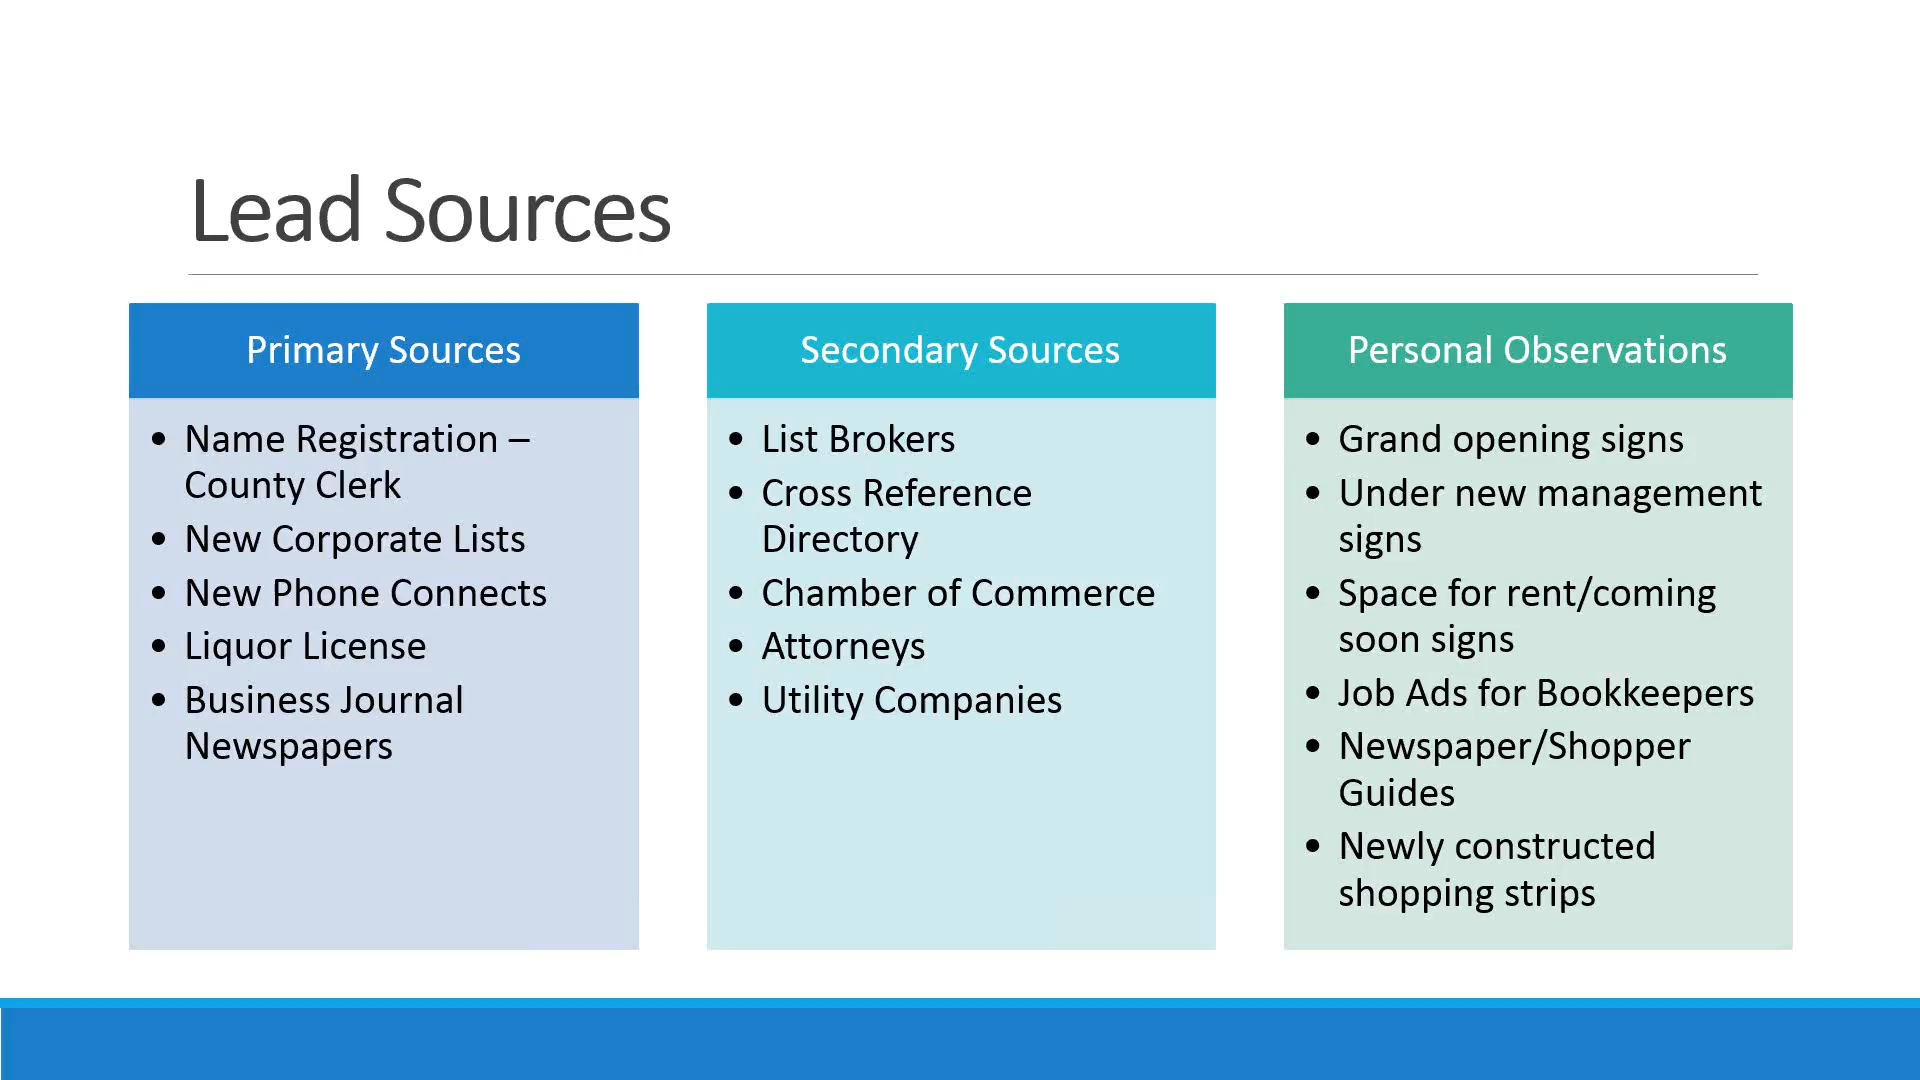 Lead Sources
Primary Sources
• Name Registration –
County Clerk
• New Corporate Lists
• New Phone Connects
• Liquor License
• Business Journal
Newspapers
Secondary Sources
• List Brokers
• Cross Reference
Directory
• Chamber of Commerce
• Attorneys
• Utility Companies
Personal Observations
• Grand opening signs
• Under new management
signs
• Space for rent/coming
soon signs
• Job Ads for Bookkeepers
• Newspaper/Shopper
Guides
• Newly constructed
shopping strips